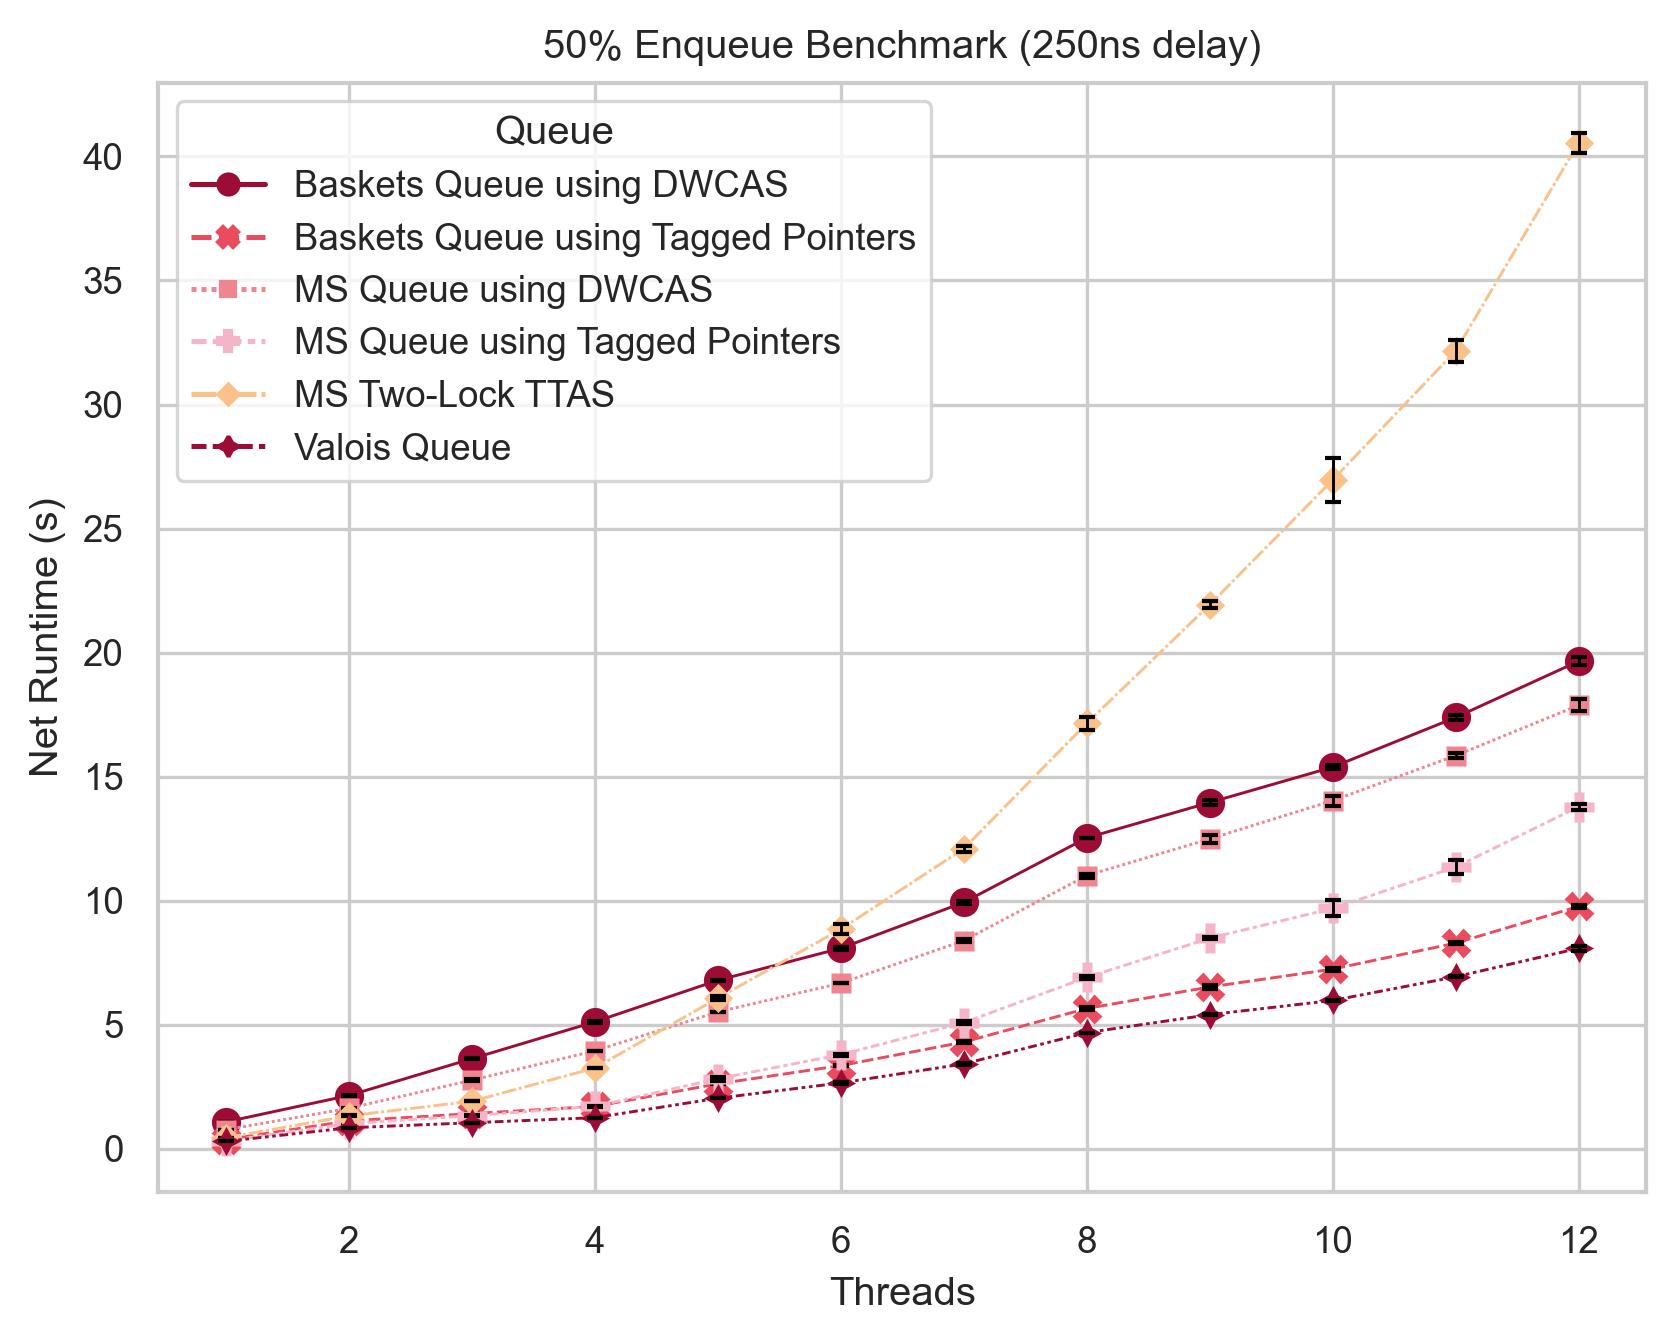 50% Enqueue Benchmark (250ns delay)
Queue
Baskets Queue using DWCAS
Baskets Queue using Tagged Pointers
MS Queue using DWCAS
MS Queue using Tagged Pointers
MS Two-Lock TTAS
Valois Queue
Net Runtime (s)
40
35
30
25
20
15
10
5
0
2 4 6 8 10 12
Threads